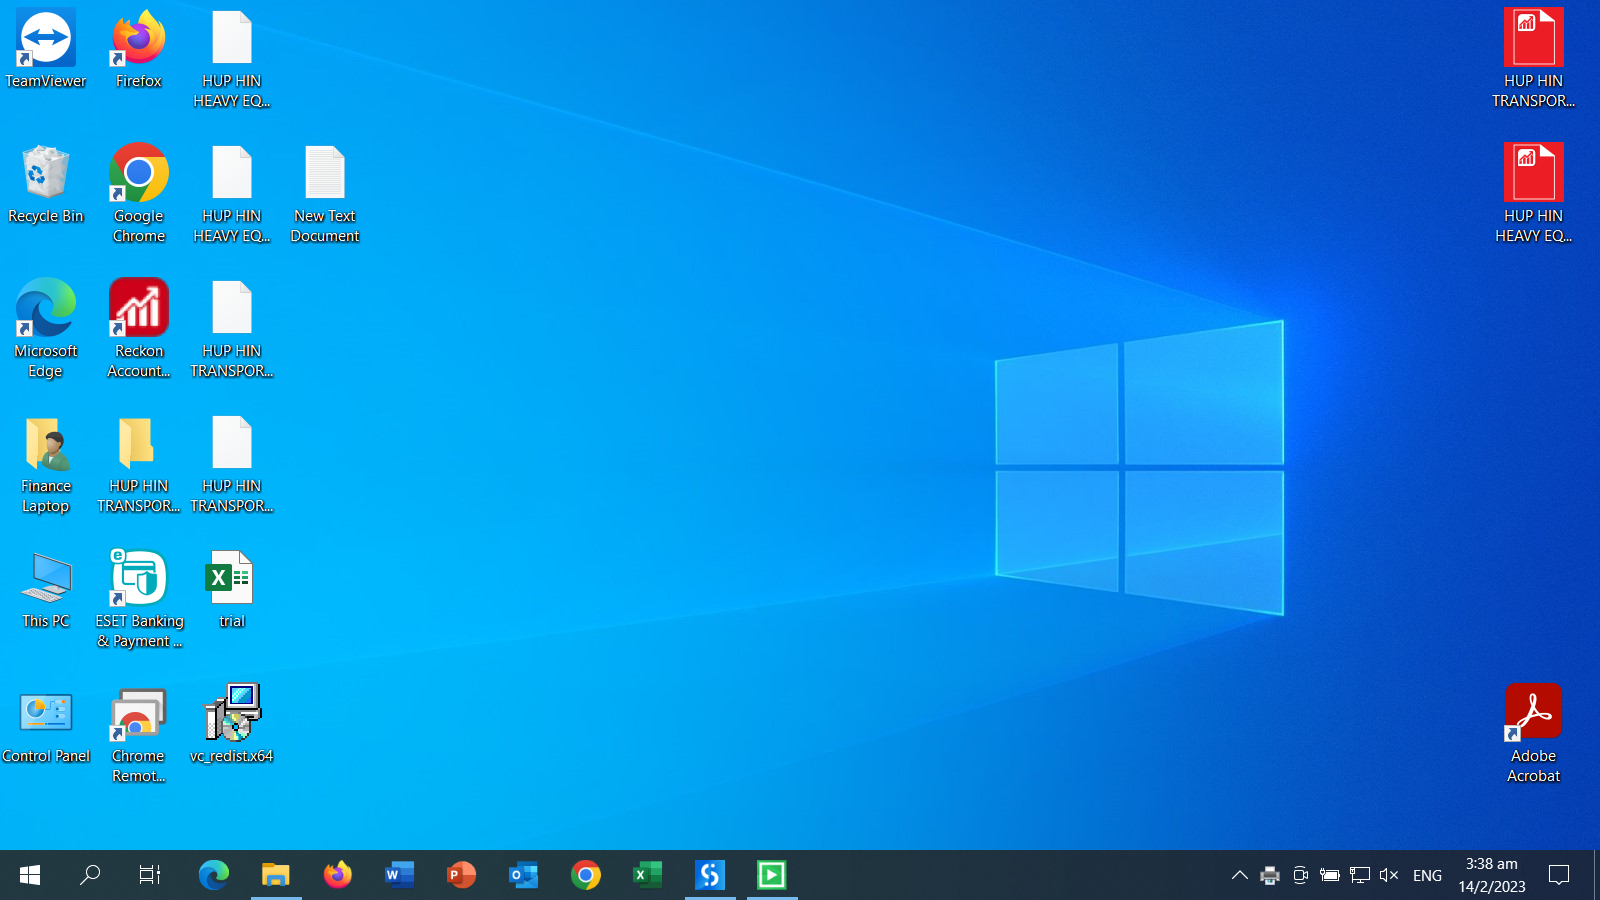 TeamViewer
Firefox
HUP HIN
HEAVY EQ...
HUP HIN
TRANSPOR...
Recycle Bin
Google
Chrome
HUP HIN
HEAVY EQ...
New Text
Document
HUP HIN
HEAVY EQ...
Microsoft
Edge
Reckon
Account...
HUP HIN
TRANSPOR...
Finance
Laptop
HUP HIN
TRANSPOR...
HUP HIN
TRANSPOR...
This PC
ESET Banking
& Payment ...
trial
Control Panel
Chrome
Remot...
vc_redist.x64
Adobe
Acrobat
ENG
3:38 am
14/2/2023